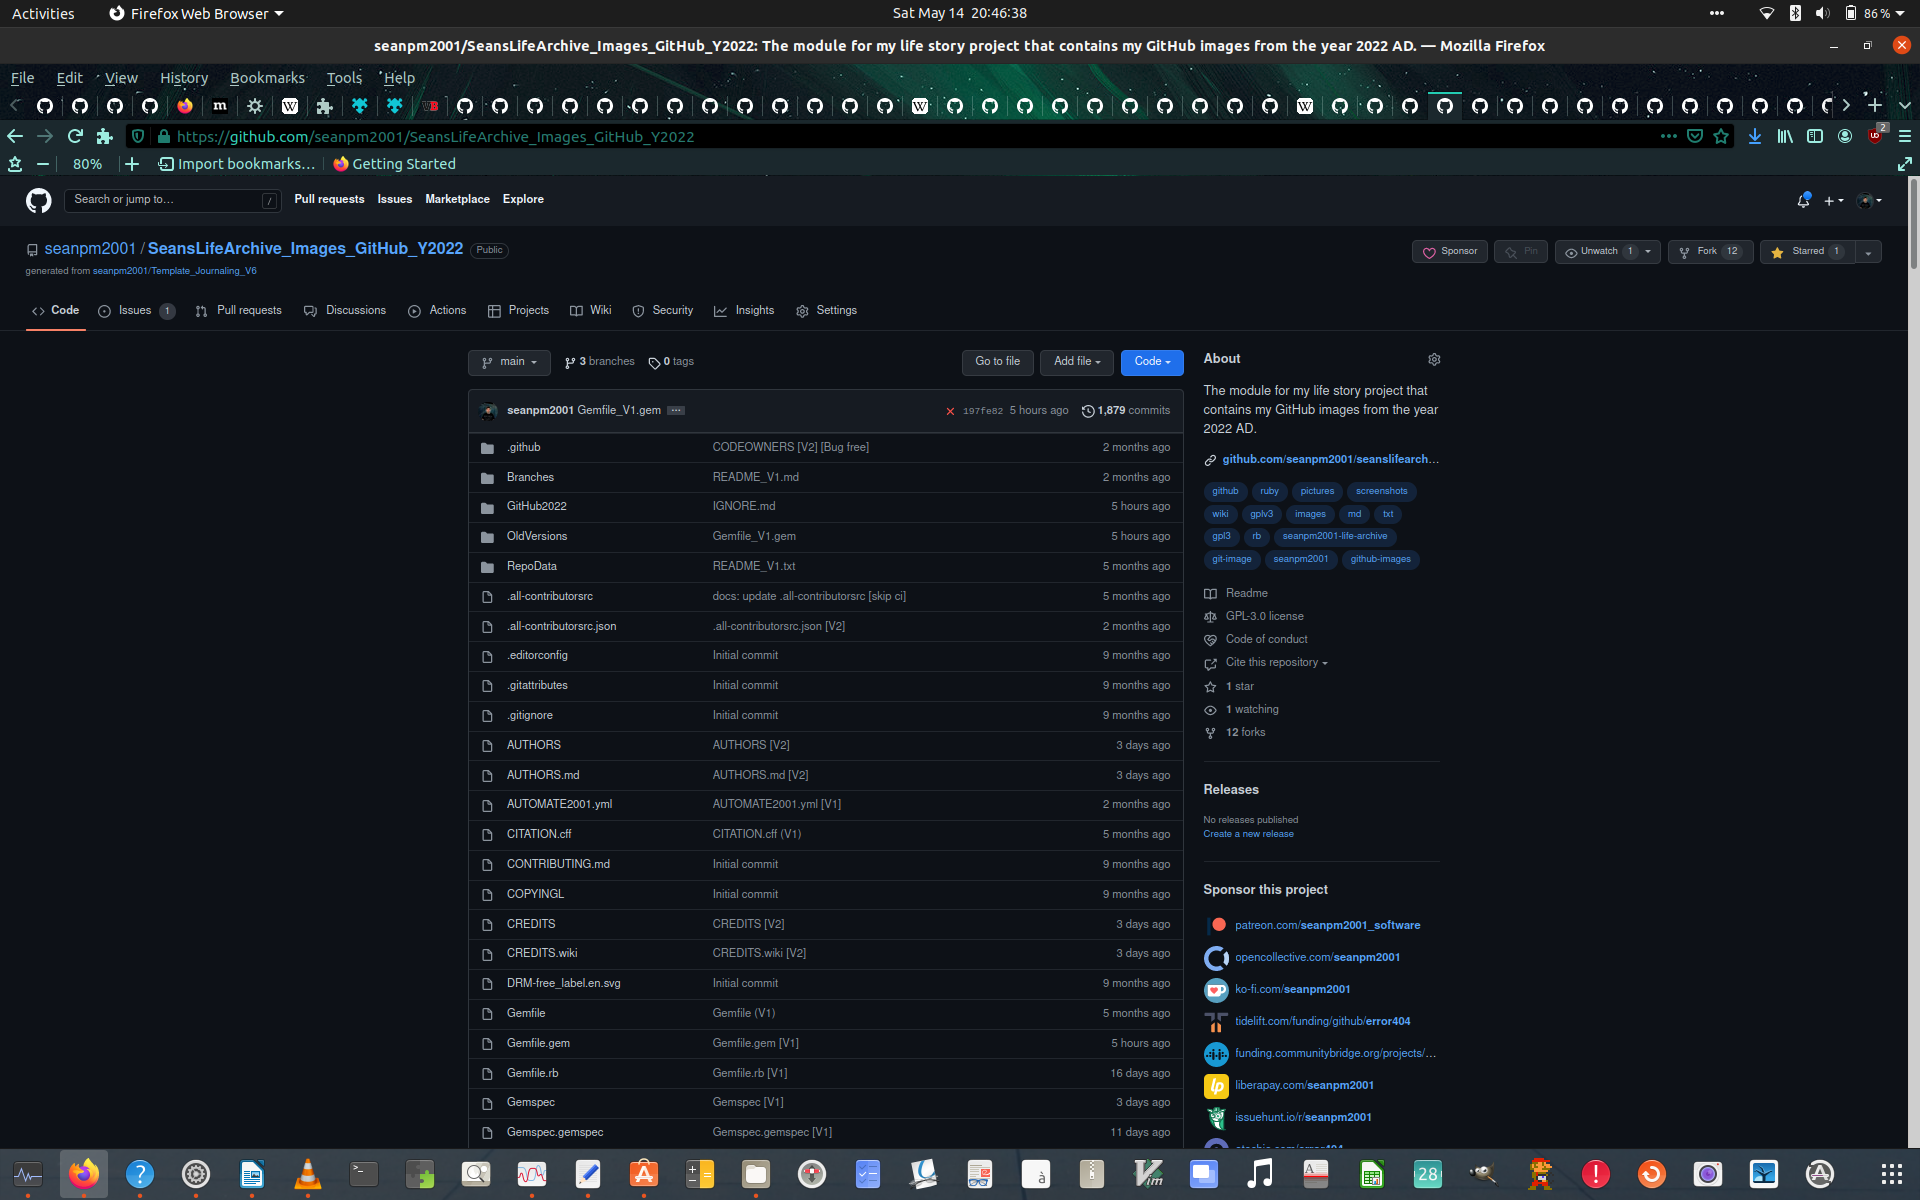 Activities
Firefox Web Browser
Sat May 14 20:46:38
86 %
seanpm2001/SeansLifeArchive_Images_GitHub_Y2022: The module for my life story project that contains my GitHub images from the year 2022 AD. — Mozilla Firefox
File Edit View History Bookmarks Tools Help
https://github.com/seanpm2001/SeansLifeArchive_Images_GitHub_Y2022
2
80%
Import bookmarks...
Getting Started
Search or jump to...
/
Pull requests Issues Marketplace Explore
seanpm2001 / SeansLifeArchive_Images_GitHub_Y2022
Public
generated from seanpm2001/Template_Journaling_V6
Sponsor
Pin
Unwatch 1
Fork 12
Starred 1
Code
Issues 1
Pull requests
Discussions
Actions
Projects
Wiki
Security
Insights
Settings
main
3 branches
0 tags
Go to file
Add file
Code
seanpm2001 Gemfile_V1.gem
197fe82 5 hours ago
1,879 commits
.github CODEOWNERS [V2] [Bug free] 2 months ago
Branches README_V1.md 2 months ago
GitHub2022 IGNORE.md 5 hours ago
OldVersions Gemfile_V1.gem 5 hours ago
RepoData README_V1.txt 5 months ago
.all-contributorsrc docs: update .all-contributorsrc [skip ci] 5 months ago
.all-contributorsrc.json .all-contributorsrc.json [V2] 2 months ago
.editorconfig Initial commit 9 months ago
.gitattributes Initial commit 9 months ago
.gitignore Initial commit 9 months ago
AUTHORS AUTHORS [V2] 3 days ago
AUTHORS.md AUTHORS.md [V2] 3 days ago
AUTOMATE2001.yml AUTOMATE2001.yml [V1] 2 months ago
CITATION.cff CITATION.cff (V1) 5 months ago
CONTRIBUTING.md Initial commit 9 months ago
COPYINGL Initial commit 9 months ago
CREDITS CREDITS [V2] 3 days ago
CREDITS.wiki CREDITS.wiki [V2] 3 days ago
DRM-free_label.en.svg Initial commit 9 months ago
Gemfile Gemfile (V1) 5 months ago
Gemfile.gem Gemfile.gem [V1] 5 hours ago
Gemfile.rb Gemfile.rb [V1] 16 days ago
Gemspec Gemspec [V1] 3 days ago
Gemspec.gemspec Gemspec.gemspec [V1] 11 days ago
About
The module for my life story project that
contains my GitHub images from the year
2022 AD.
github.com/seanpm2001/seanslifearch...
github ruby pictures screenshots
wiki gplv3 images md txt
gpl3 rb seanpm2001-life-archive
git-image seanpm2001 github-images
Readme
GPL-3.0 license
Code of conduct
Cite this repository
1 star
1 watching
12 forks
Releases
No releases published
Create a new release
Sponsor this project
patreon.com/seanpm2001_software
opencollective.com/seanpm2001
ko-fi.com/seanpm2001
tidelift.com/funding/github/error404
funding.communitybridge.org/projects/...
liberapay.com/seanpm2001
issuehunt.io/r/seanpm2001
28